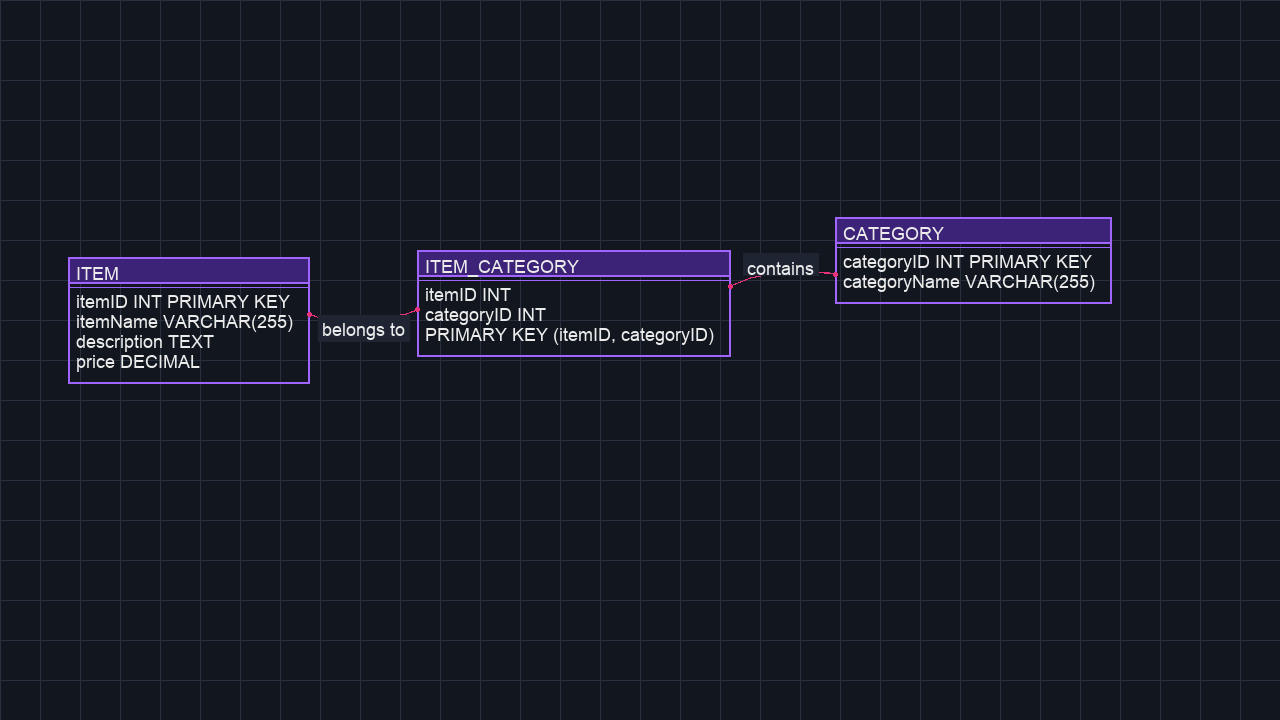 ITEM
itemID INT PRIMARY KEY
itemName VARCHAR(255)
description TEXT
price DECIMAL
belongs to
ITEM_CATEGORY
itemID INT
categoryID INT
PRIMARY KEY (itemID, categoryID)
contains
CATEGORY
categoryID INT PRIMARY KEY
categoryName VARCHAR(255)